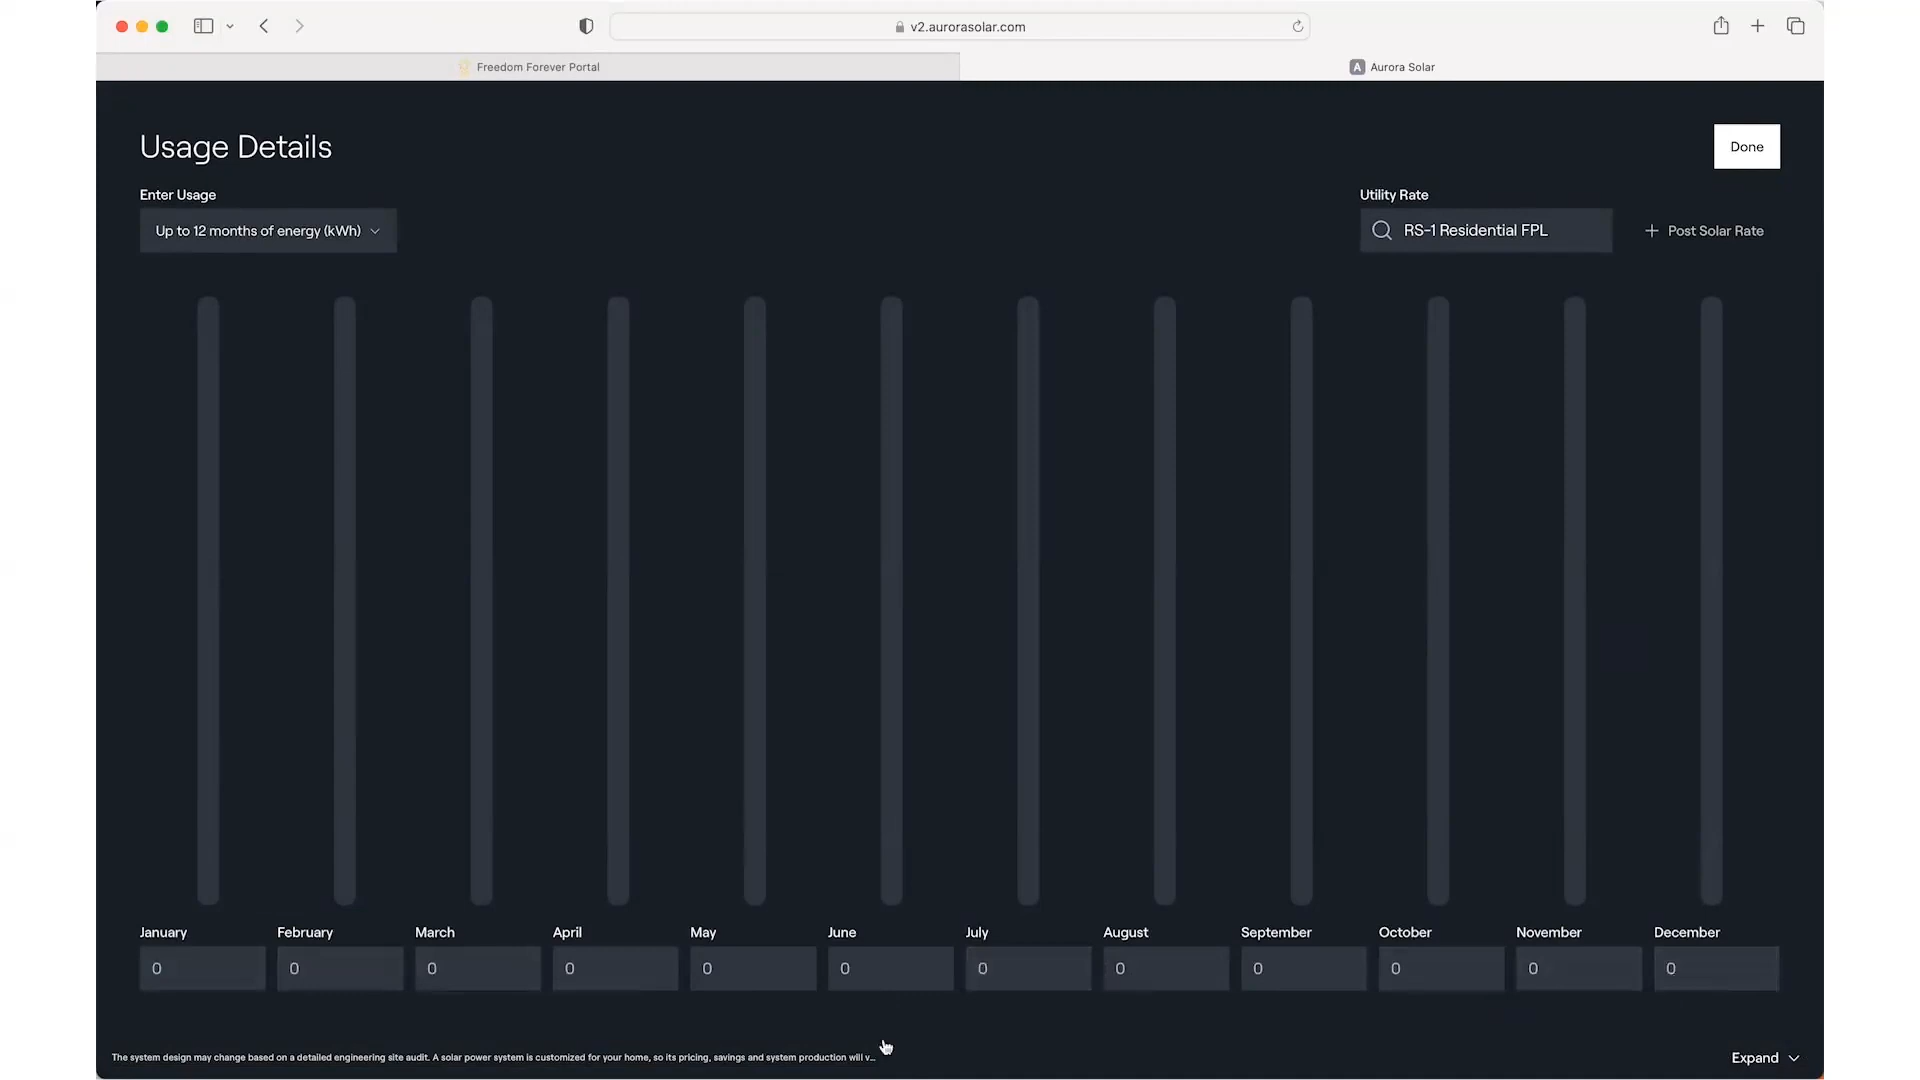 v2.aurorasolar.com
Freedom Forever Portal
A Aurora Solar
Usage Details
Done
Enter Usage
Utility Rate
Up to 12 months of energy (kWh)
RS-1 Residential FPL
+ Post Solar Rate
January February March April May June July August September October November December
0 0 0 0 0 0 0 0 0 0 0 0
The system design may change based on a detailed engineering site audit. A solar power system is customized for your home, so its pricing, savings and system production will v...
Expand